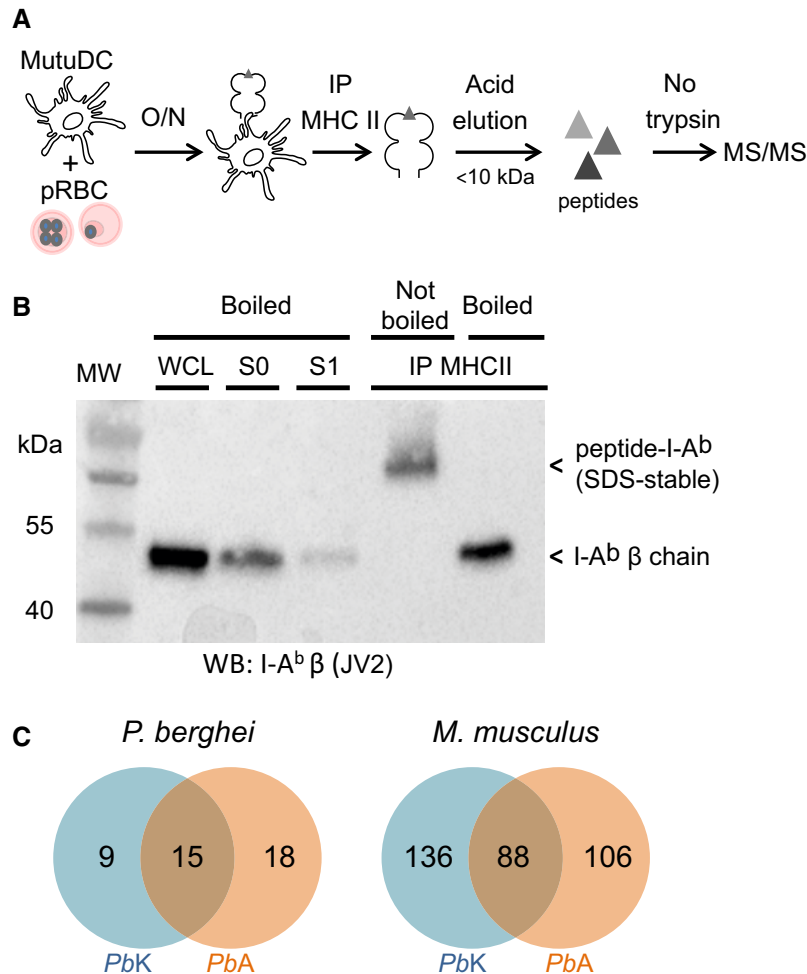 A
MutuDC
+
pRBC
O/N
IP
MHC II
Acid
elution
<10 kDa
peptides
No
trypsin
MS/MS
B
Boiled
Not
boiled
Boiled
MW
WCL
S0
S1
IP MHCII
kDa
55
40
< peptide-I-Aᵇ
(SDS-stable)
< I-Aᵇ β chain
WB: I-Aᵇ β (JV2)
C
P. berghei
9
15
18
PbK
PbA
M. musculus
136
88
106
PbK
PbA